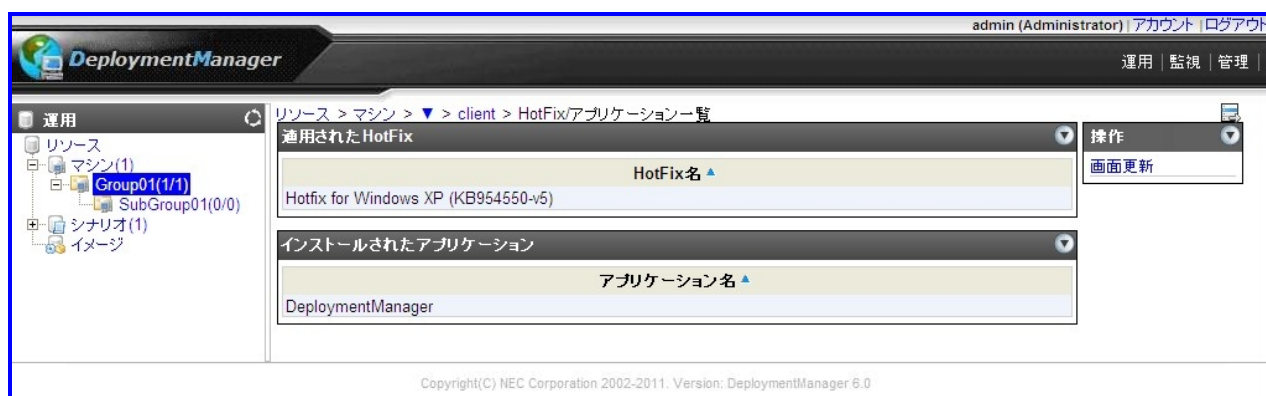 admin (Administrator) | アカウント | ログアウト
DeploymentManager
運用 | 監視 | 管理 |
運用
リソース
マシン(1)
Group01(1/1)
SubGroup01(0/0)
シナリオ(1)
イメージ
リソース > マシン > ▼ > client > HotFix/アプリケーション一覧
適用されたHotFix
HotFix名 ▲
Hotfix for Windows XP (KB954550-v5)
インストールされたアプリケーション
アプリケーション名 ▲
DeploymentManager
操作
画面更新
Copyright(C) NEC Corporation 2002-2011. Version: DeploymentManager 6.0